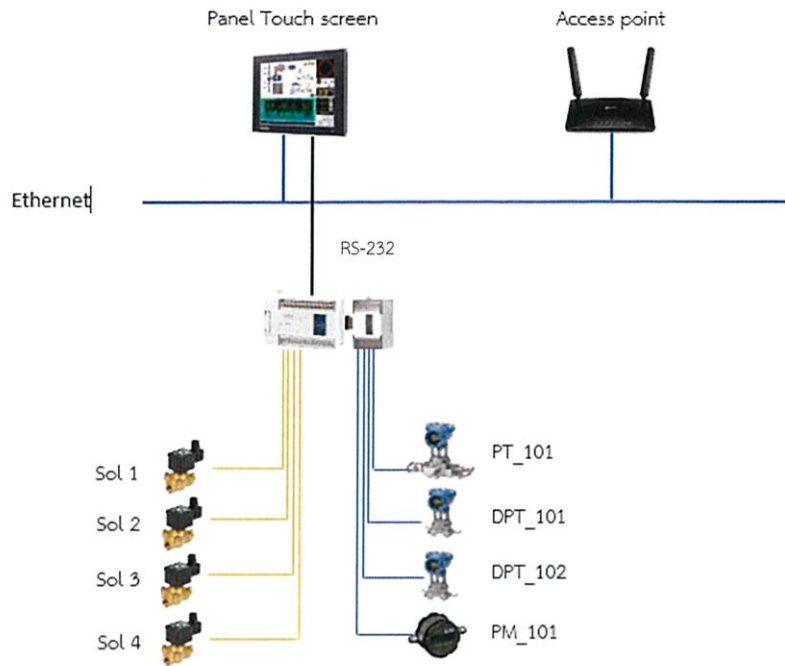 Panel Touch screen
Access point
Ethernet
RS-232
Sol 1
PT_101
Sol 2
DPT_101
Sol 3
DPT_102
Sol 4
PM_101